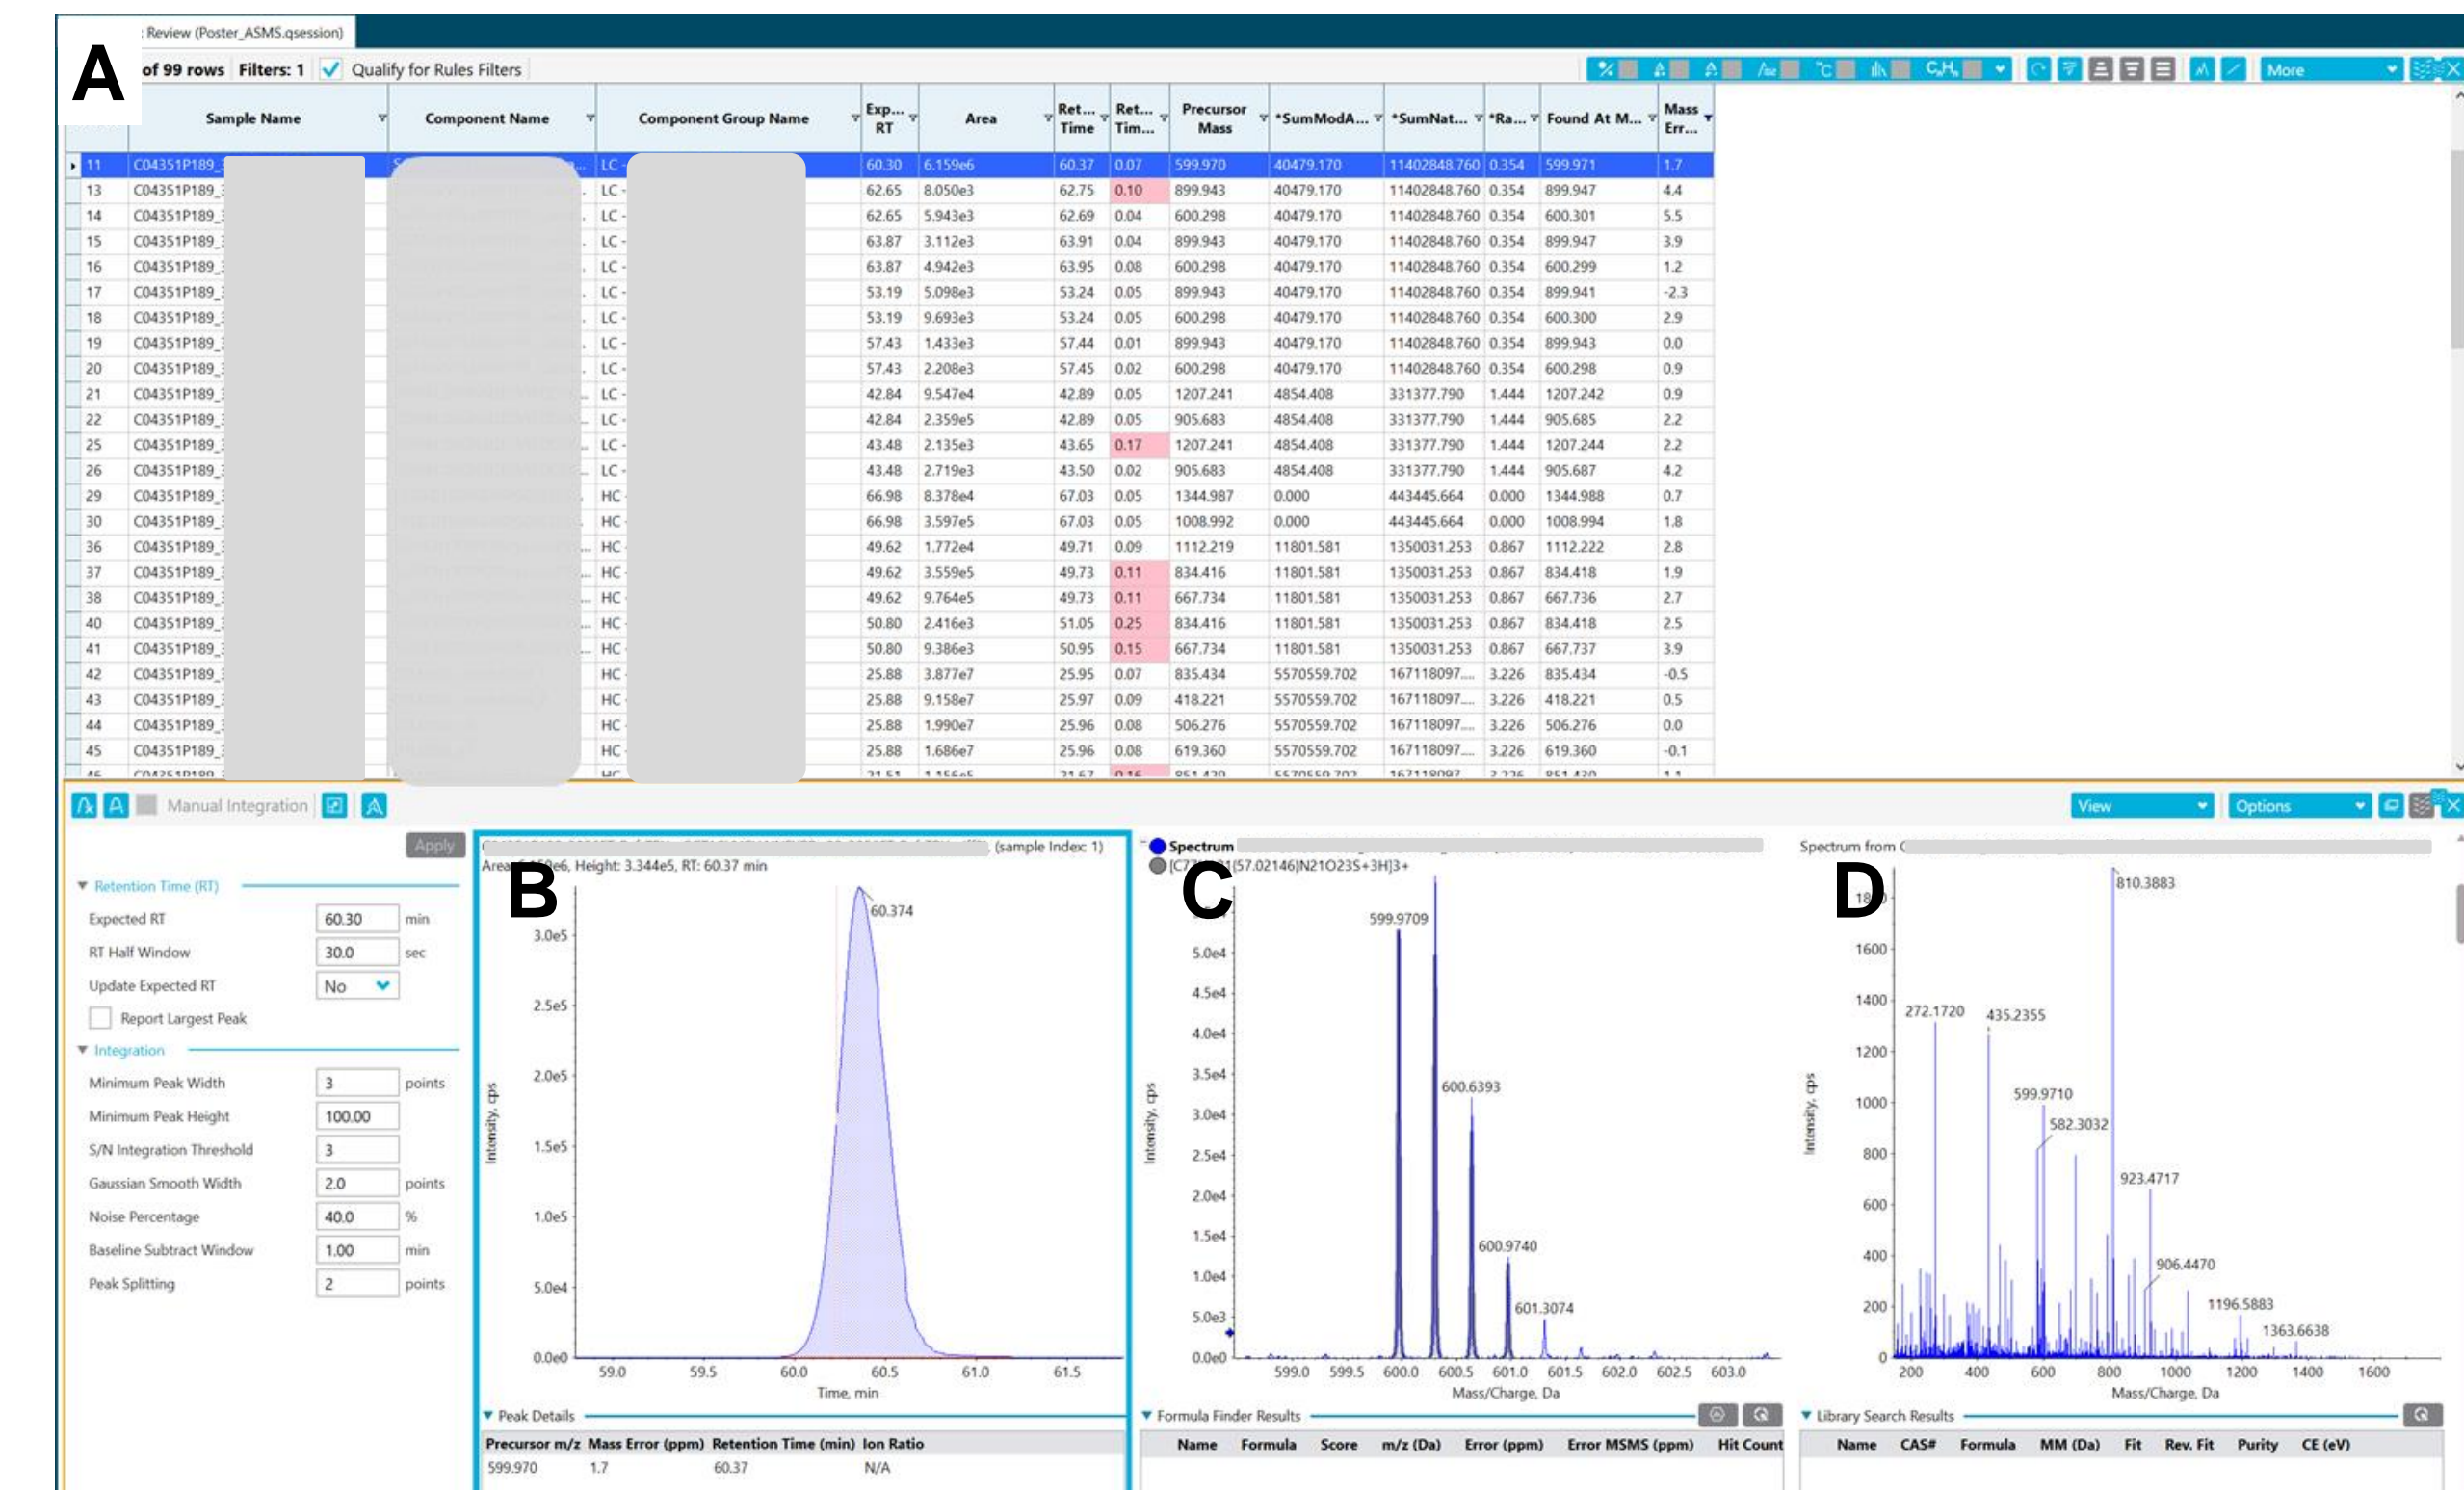 : Review (Poster_ASMS.qsession)
A
of 99 rows Filters: 1 Qualify for Rules Filters
More
Sample Name Component Name Component Group Name Exp... RT Area Ret... Time Ret... Tim... Precursor Mass *SumModA... *SumNat... *Ra... Found At M... Mass Err...
11 C04351P189_ LC - 60.30 6.159e6 60.37 0.07 599.970 40479.170 11402848.760 0.354 599.971 1.7
13 C04351P189_ LC - 62.65 8.050e3 62.75 0.10 899.943 40479.170 11402848.760 0.354 899.947 4.4
14 C04351P189_ LC - 62.65 5.943e3 62.69 0.04 600.298 40479.170 11402848.760 0.354 600.301 5.5
15 C04351P189_ LC - 63.87 3.112e3 63.91 0.04 899.943 40479.170 11402848.760 0.354 899.947 3.9
16 C04351P189_ LC - 63.87 4.942e3 63.95 0.08 600.298 40479.170 11402848.760 0.354 600.299 1.2
17 C04351P189_ LC - 53.19 5.098e3 53.24 0.05 899.943 40479.170 11402848.760 0.354 899.941 -2.3
18 C04351P189_ LC - 53.19 9.693e3 53.24 0.05 600.298 40479.170 11402848.760 0.354 600.300 2.9
19 C04351P189_ LC - 57.43 1.433e3 57.44 0.01 899.943 40479.170 11402848.760 0.354 899.943 0.0
20 C04351P189_ LC - 57.43 2.208e3 57.45 0.02 600.298 40479.170 11402848.760 0.354 600.298 0.9
21 C04351P189_ LC - 42.84 9.547e4 42.89 0.05 1207.241 4854.408 331377.790 1.444 1207.242 0.9
22 C04351P189_ LC - 42.84 2.359e5 42.89 0.05 905.683 4854.408 331377.790 1.444 905.685 2.2
25 C04351P189_ LC - 43.48 2.135e3 43.65 0.17 1207.241 4854.408 331377.790 1.444 1207.244 2.2
26 C04351P189_ LC - 43.48 2.719e3 43.50 0.02 905.683 4854.408 331377.790 1.444 905.687 4.2
29 C04351P189_ HC 66.98 8.378e4 67.03 0.05 1344.987 0.000 443445.664 0.000 1344.988 0.7
30 C04351P189_ HC 66.98 3.597e5 67.03 0.05 1008.992 0.000 443445.664 0.000 1008.994 1.8
36 C04351P189_ HC 49.62 1.772e4 49.71 0.09 1112.219 11801.581 1350031.253 0.867 1112.222 2.8
37 C04351P189_ HC 49.62 3.559e5 49.73 0.11 834.416 11801.581 1350031.253 0.867 834.418 1.9
38 C04351P189_ HC 49.62 9.764e5 49.73 0.11 667.734 11801.581 1350031.253 0.867 667.736 2.7
40 C04351P189_ HC 50.80 2.416e3 51.05 0.25 834.416 11801.581 1350031.253 0.867 834.418 2.5
41 C04351P189_ HC 50.80 9.386e3 50.95 0.15 667.734 11801.581 1350031.253 0.867 667.737 3.9
42 C04351P189_ HC 25.88 3.877e7 25.95 0.07 835.434 5570559.702 167118097.... 3.226 835.434 -0.5
43 C04351P189_ HC 25.88 9.158e7 25.97 0.09 418.221 5570559.702 167118097.... 3.226 418.221 0.5
44 C04351P189_ HC 25.88 1.990e7 25.96 0.08 506.276 5570559.702 167118097.... 3.226 506.276 0.0
45 C04351P189_ HC 25.88 1.686e7 25.96 0.08 619.360 5570559.702 167118097.... 3.226 619.360 -0.1
Manual Integration
View Options
Apply
Retention Time (RT)
Expected RT 60.30 min
RT Half Window 30.0 sec
Update Expected RT No
Report Largest Peak
Integration
Minimum Peak Width 3 points
Minimum Peak Height 100.00
S/N Integration Threshold 3
Gaussian Smooth Width 2.0 points
Noise Percentage 40.0 %
Baseline Subtract Window 1.00 min
Peak Splitting 2 points
(sample Index: 1)
Area: e6, Height: 3.344e5, RT: 60.37 min
B
60.374
3.0e5
2.5e5
2.0e5
1.5e5
1.0e5
5.0e4
0.0e0
Intensity, cps
59.0 59.5 60.0 60.5 61.0 61.5
Time, min
Peak Details
Precursor m/z Mass Error (ppm) Retention Time (min) Ion Ratio
599.970 1.7 60.37 N/A
Spectrum
(57.02146)N21O23S+3H]3+
C
599.9709
600.6393
600.9740
601.3074
5.0e4
4.5e4
4.0e4
3.5e4
3.0e4
2.5e4
2.0e4
1.5e4
1.0e4
5.0e3
0.0e0
Intensity, cps
599.0 599.5 600.0 600.5 601.0 601.5 602.0 602.5 603.0
Mass/Charge, Da
Formula Finder Results
Name Formula Score m/z (Da) Error (ppm) Error MSMS (ppm) Hit Count
Spectrum from
D
810.3883
272.1720
435.2355
599.9710
582.3032
923.4717
906.4470
1196.5883
1363.6638
1600
1400
1200
1000
800
600
400
200
0
Intensity, cps
200 400 600 800 1000 1200 1400 1600
Mass/Charge, Da
Library Search Results
Name CAS# Formula MM (Da) Fit Rev. Fit Purity CE (eV)